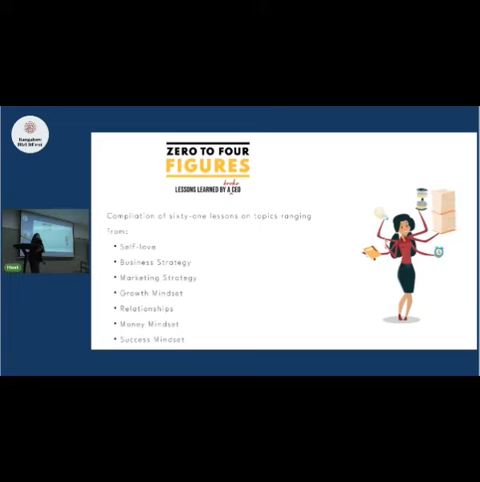 ZERO TO FOUR
FIGURES
broke
LESSONS LEARNED BY A CEO
Compilation of sixty-one lessons on topics ranging
from:
• Self-love
• Business Strategy
• Marketing Strategy
• Growth Mindset
• Relationships
• Money Mindset
• Success Mindset